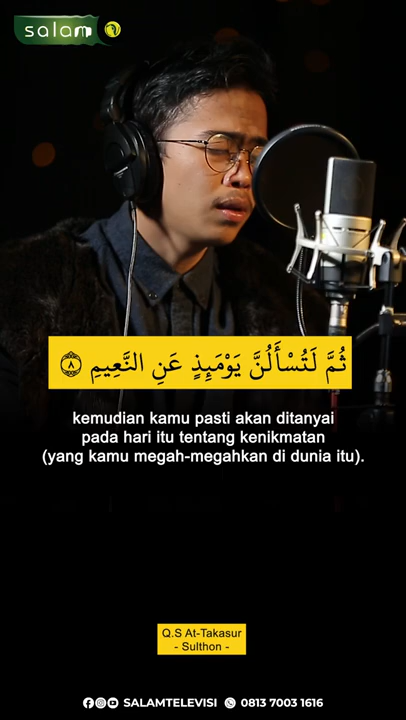 salam
ثُمَّ لَتُسْأَلُنَّ يَوْمَئِذٍ عَنِ النَّعِيمِ ٨
kemudian kamu pasti akan ditanyai
pada hari itu tentang kenikmatan
(yang kamu megah-megahkan di dunia itu).
Q.S At-Takasur
- Sulthon -
SALAMTELEVISI 0813 7003 1616